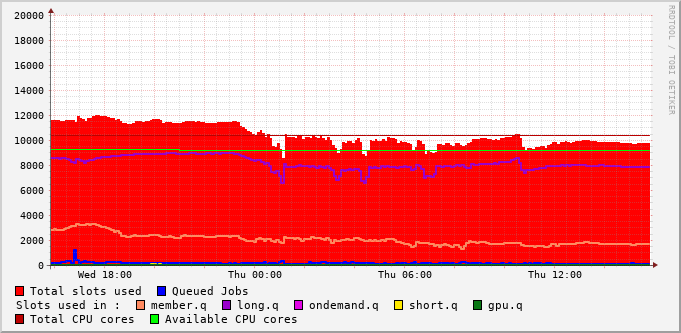 20000
18000
16000
14000
12000
10000
8000
6000
4000
2000
0
Wed 18:00 Thu 00:00 Thu 06:00 Thu 12:00
RRDTOOL / TOBI OETIKER
Total slots used Queued Jobs
Slots used in : member.q long.q ondemand.q short.q gpu.q
Total CPU cores Available CPU cores